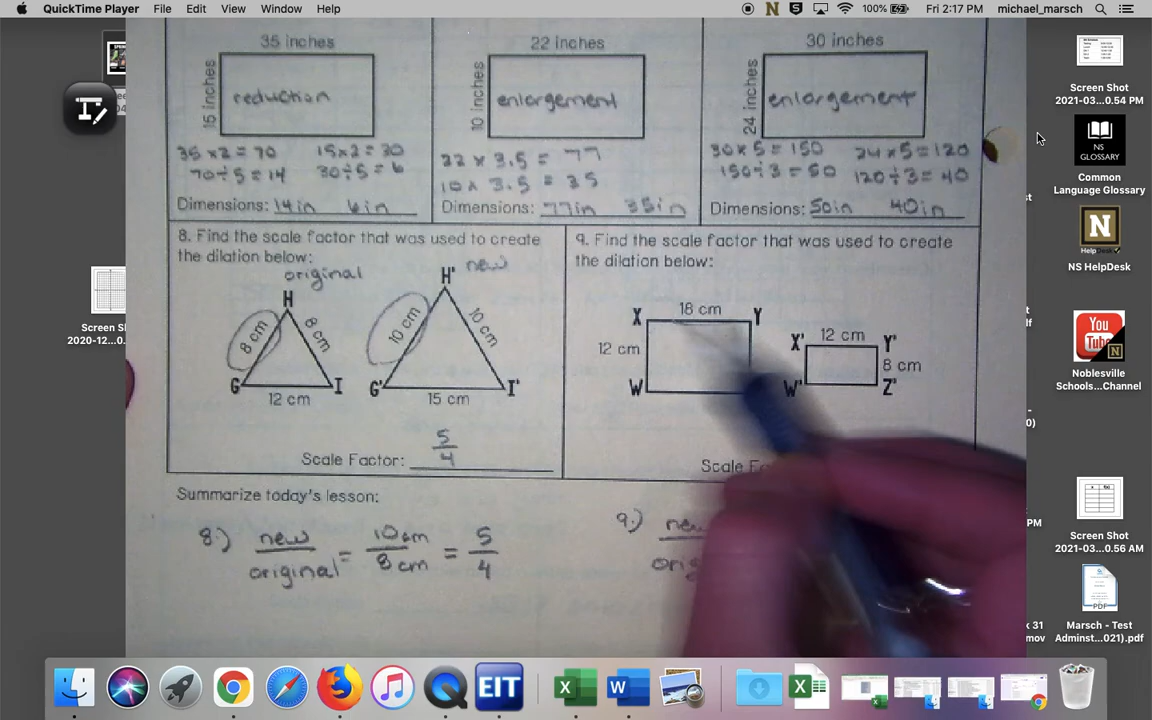 QuickTime Player File Edit View Window Help 100% Fri 2:17 PM michael_marsch
35 inches
15 inches
reduction
35 x 2 = 70 15 x 2 = 30
70 ÷ 5 = 14 30 ÷ 5 = 6
Dimensions: 14in 6in
22 inches
10 inches
enlargement
22 x 3.5 = 77
10 x 3.5 = 35
Dimensions: 77in 35in
30 inches
24 inches
enlargement
30 x 5 = 150 24 x 5 = 120
150 ÷ 3 = 50 120 ÷ 3 = 40
Dimensions: 50in 40in
8. Find the scale factor that was used to create
the dilation below:
original
new
H
8 cm
8 cm
G
I
12 cm
H'
10 cm
10 cm
G'
I'
15 cm
5
4
Scale Factor:
9. Find the scale factor that was used to create
the dilation below:
18 cm
X
Y
12 cm
W
12 cm
X'
Y'
8 cm
W'
Z'
Summarize today's lesson:
8.) new/original = 10cm/8cm = 5/4
9.)
Screen Shot
2021-03...0.54 PM
NS
GLOSSARY
Common
Language Glossary
N
HelpDesk
NS HelpDesk
You
Tube
Noblesville
Schools...Channel
Screen Shot
2021-03...0.56 AM
PDF
Marsch - Test
Adminst...021).pdf
Screen S
2020-12...0
EIT
X
W
X